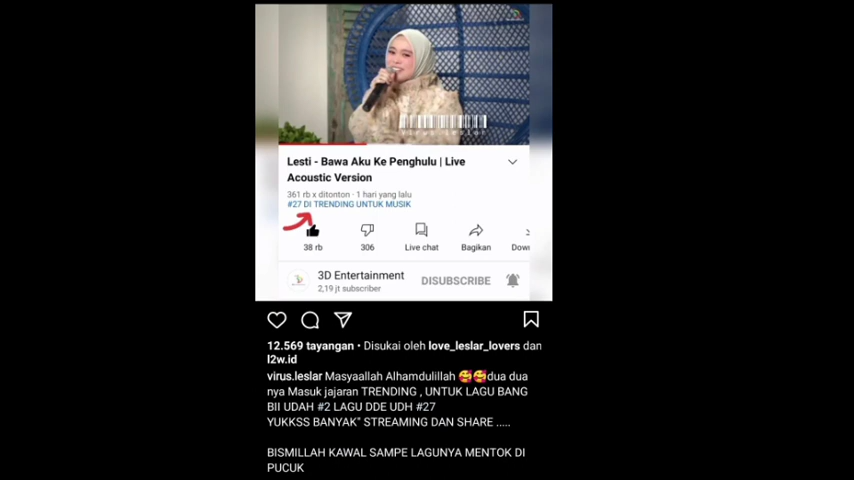 virus leslar
Lesti - Bawa Aku Ke Penghulu | Live
Acoustic Version
361 rb x ditonton · 1 hari yang lalu
#27 DI TRENDING UNTUK MUSIK
38 rb
306
Live chat
Bagikan
Down
3D Entertainment
2,19 jt subscriber
DISUBSCRIBE
12.569 tayangan • Disukai oleh love_leslar_lovers dan
l2w.id
virus.leslar Masyaallah Alhamdulillah 🥰🥰dua dua
nya Masuk jajaran TRENDING , UNTUK LAGU BANG
BII UDAH #2 LAGU DDE UDH #27
YUKKSS BANYAK" STREAMING DAN SHARE .....
BISMILLAH KAWAL SAMPE LAGUNYA MENTOK DI
PUCUK